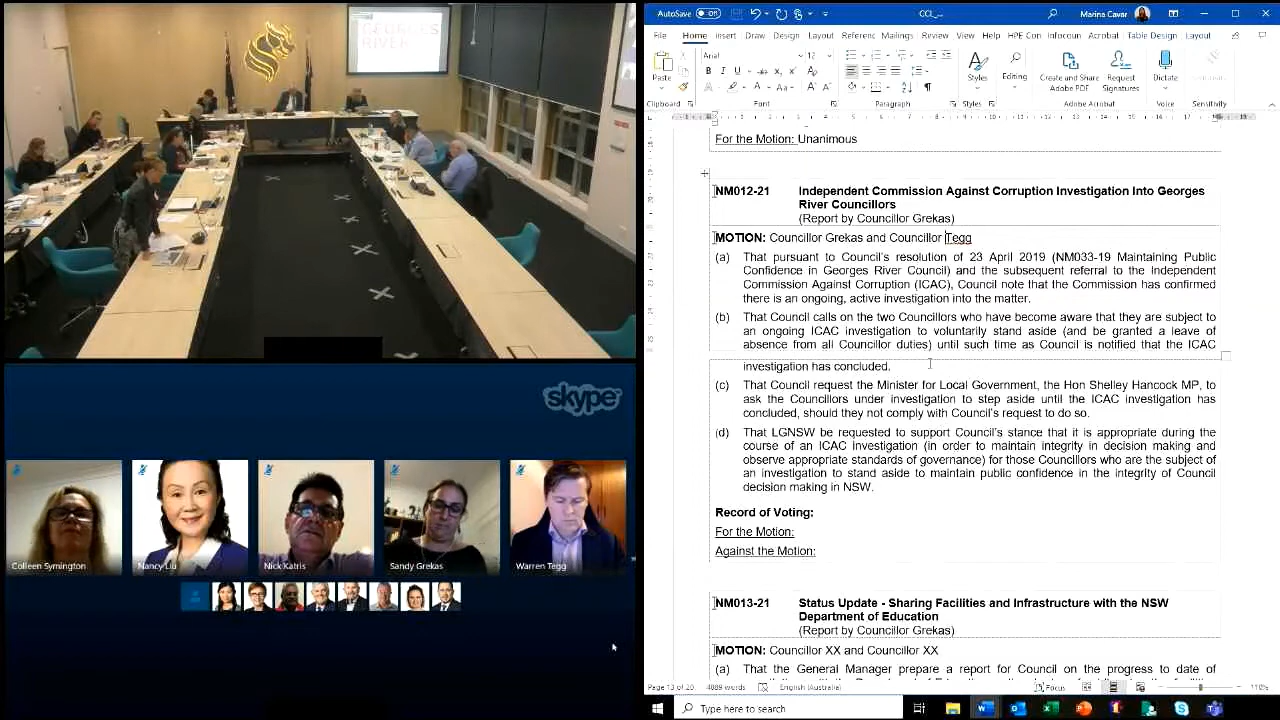 GEORGES
RIVER
skype
Colleen Symington
Nancy Liu
Nick Katris
Sandy Grekas
Warren Tegg
AutoSave Off
CCL_...
Marina Cavar
File Home Insert Draw Design Layout Referenc Mailings Review View Help HPE Con Infocoun Acrobat Table Design Layout
Paste
Arial 12
Styles
Editing
Create and Share
Adobe PDF
Request
Signatures
Dictate
Clipboard Font Paragraph Styles Adobe Acrobat Voice Sensitivity
For the Motion: Unanimous
NM012-21 Independent Commission Against Corruption Investigation Into Georges
River Councillors
(Report by Councillor Grekas)
MOTION: Councillor Grekas and Councillor Tegg
(a) That pursuant to Council's resolution of 23 April 2019 (NM033-19 Maintaining Public
Confidence in Georges River Council) and the subsequent referral to the Independent
Commission Against Corruption (ICAC), Council note that the Commission has confirmed
there is an ongoing, active investigation into the matter.
(b) That Council calls on the two Councillors who have become aware that they are subject to
an ongoing ICAC investigation to voluntarily stand aside (and be granted a leave of
absence from all Councillor duties) until such time as Council is notified that the ICAC
investigation has concluded.
(c) That Council request the Minister for Local Government, the Hon Shelley Hancock MP, to
ask the Councillors under investigation to step aside until the ICAC investigation has
concluded, should they not comply with Council's request to do so.
(d) That LGNSW be requested to support Council's stance that it is appropriate during the
course of an ICAC investigation (in order to maintain integrity in decision making and
observe appropriate standards of governance) for those Councillors who are the subject of
an investigation to stand aside to maintain public confidence in the integrity of Council
decision making in NSW.
Record of Voting:
For the Motion:
Against the Motion:
NM013-21 Status Update - Sharing Facilities and Infrastructure with the NSW
Department of Education
(Report by Councillor Grekas)
MOTION: Councillor XX and Councillor XX
(a) That the General Manager prepare a report for Council on the progress to date of
Page 13 of 20 4089 words English (Australia) Focus 110%
Type here to search